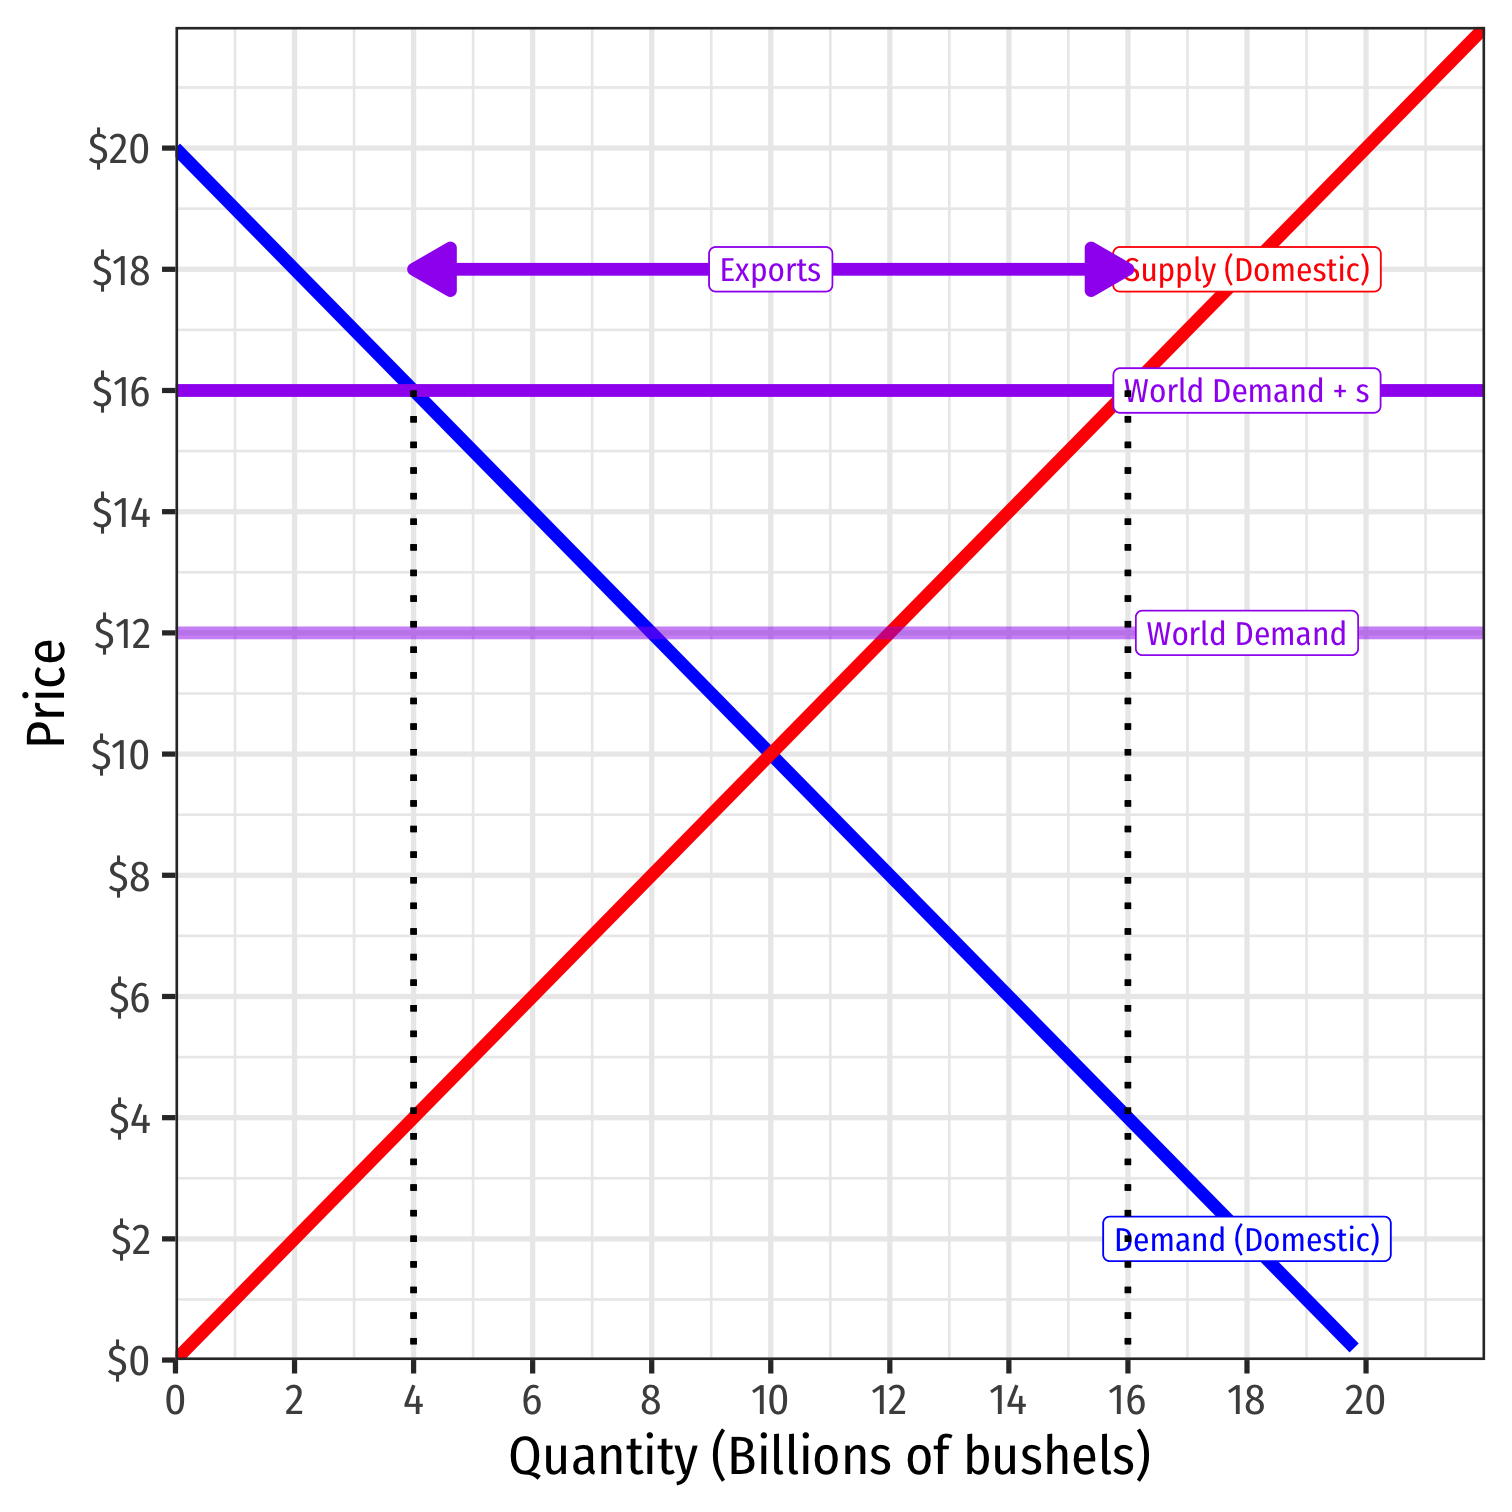 $20
$18
$16
$14
$12
$10
$8
$6
$4
$2
$0
Price
Exports
Supply (Domestic)
World Demand + s
World Demand
Demand (Domestic)
0 2 4 6 8 10 12 14 16 18 20
Quantity (Billions of bushels)